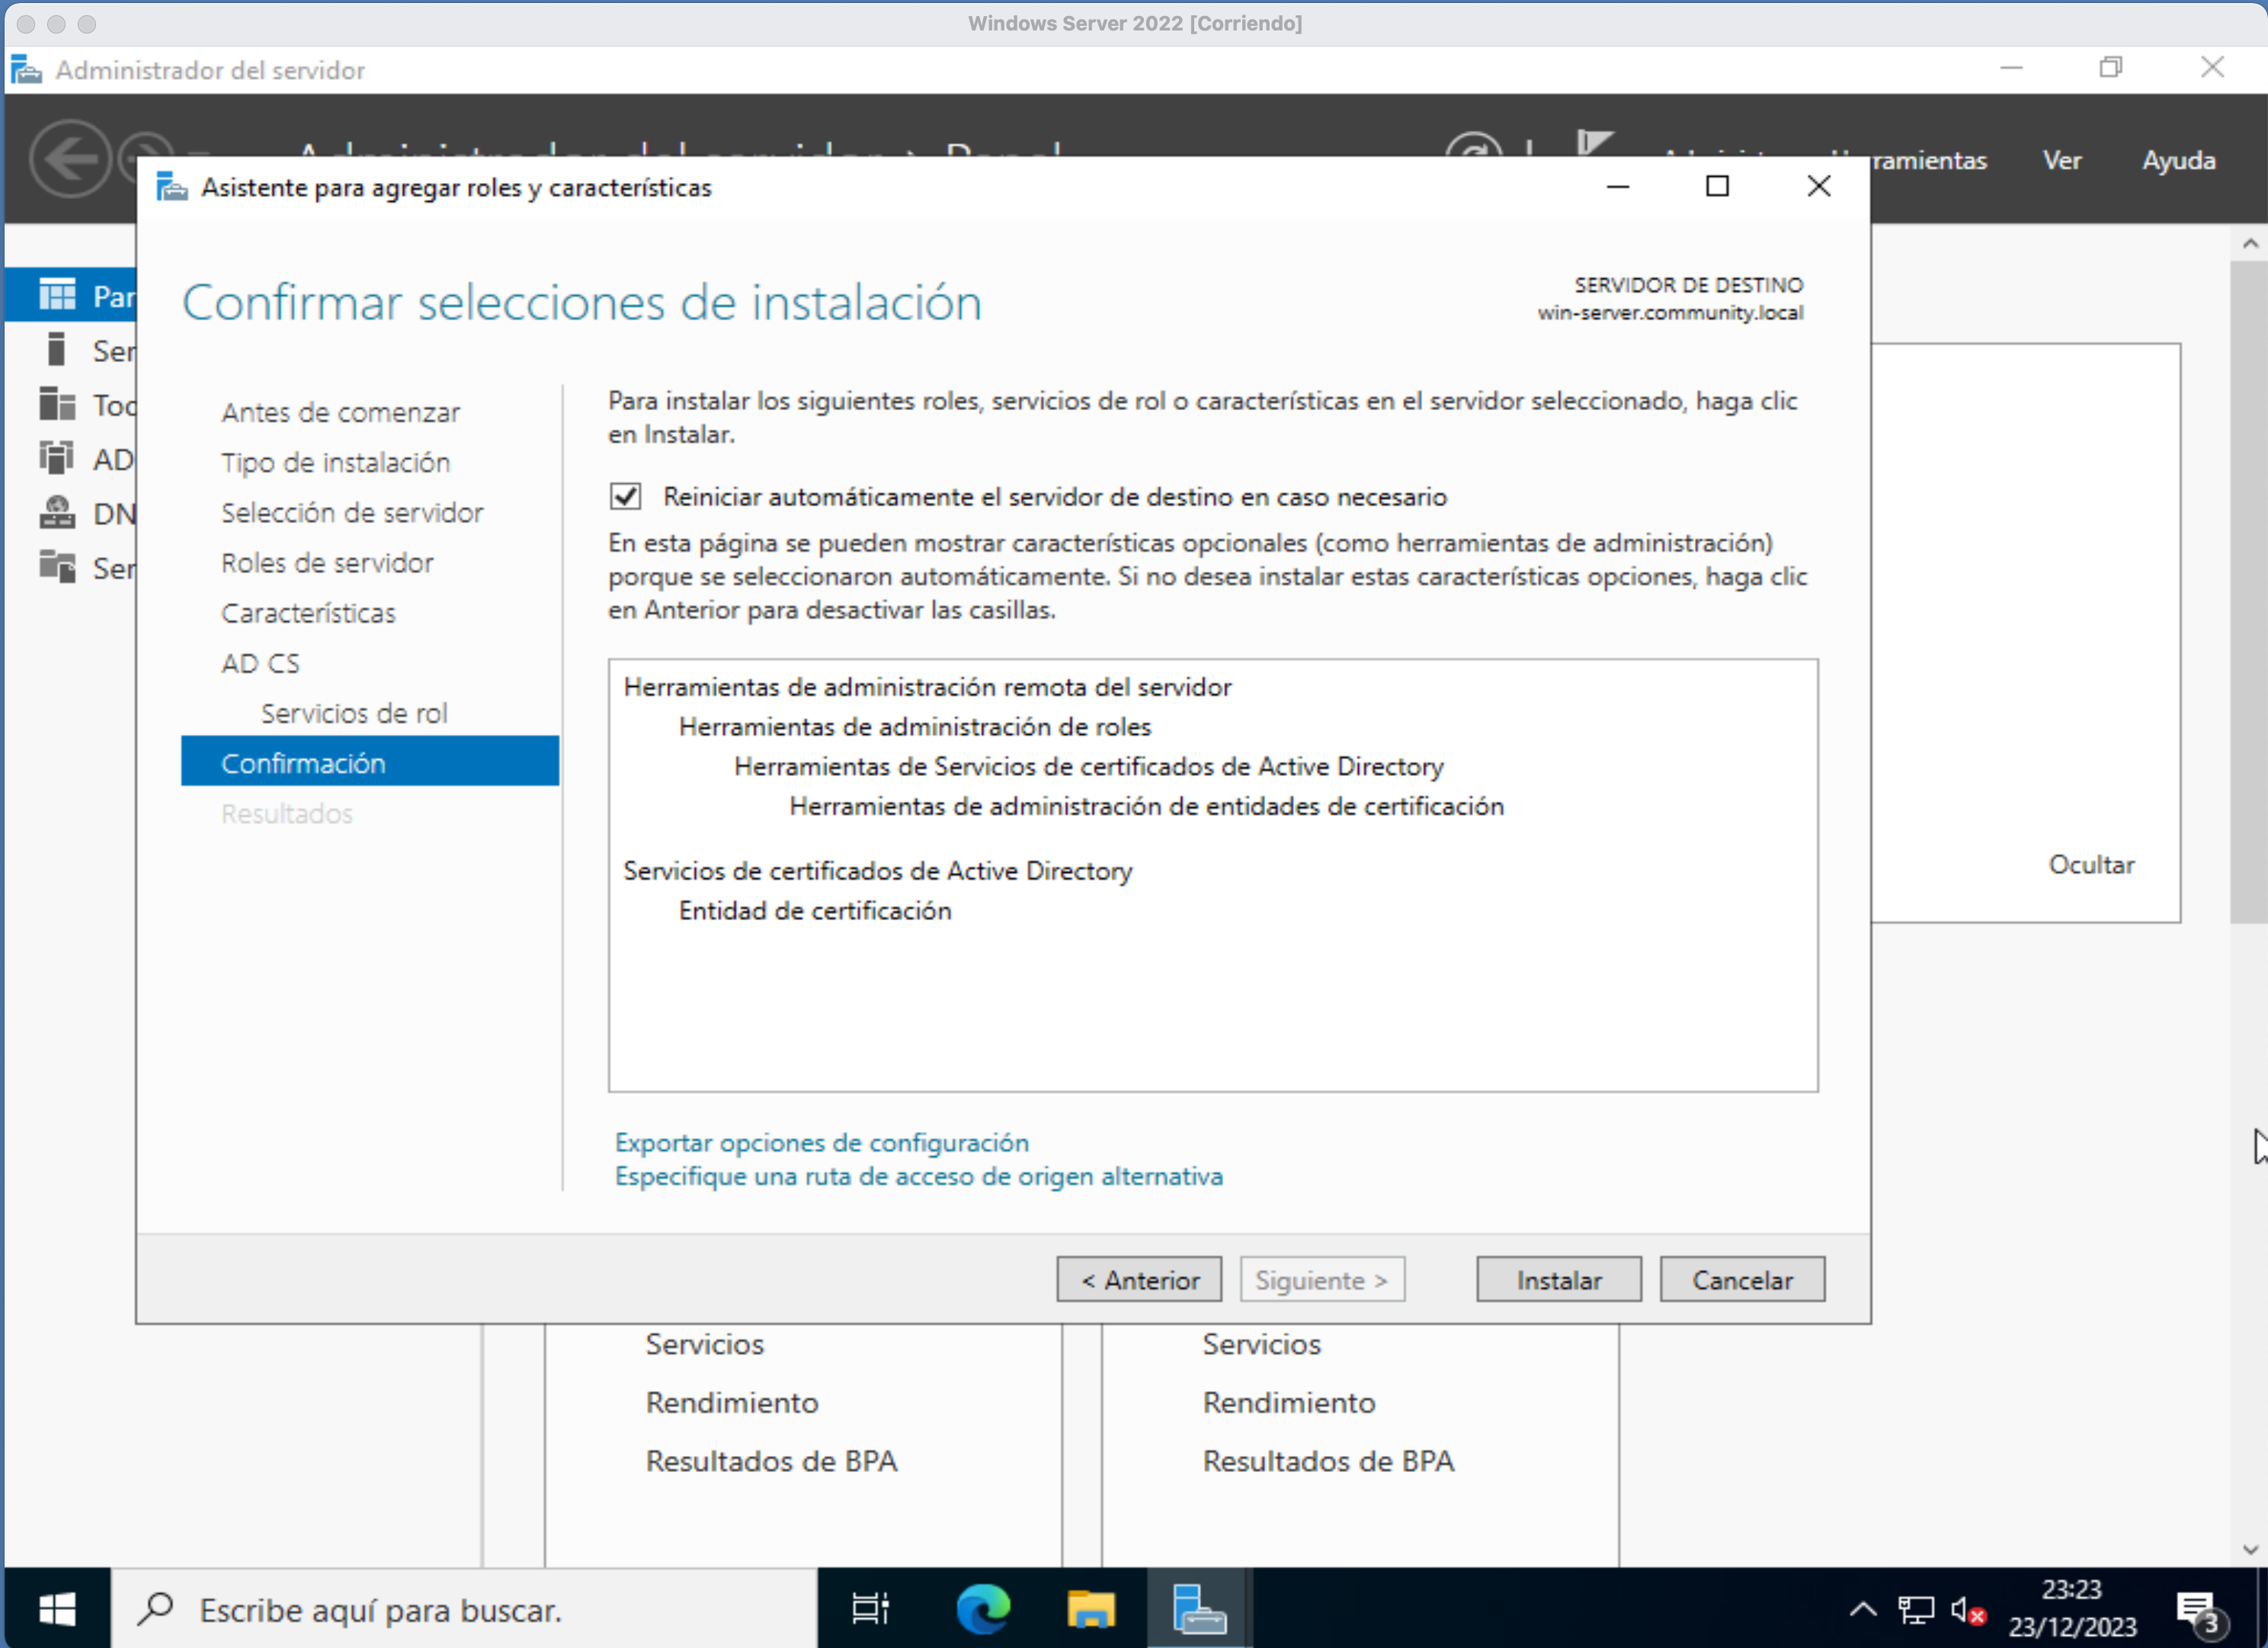 Windows Server 2022 [Corriendo]
Administrador del servidor
Ver
Ayuda
Asistente para agregar roles y características
Confirmar selecciones de instalación
SERVIDOR DE DESTINO
win-server.community.local
Antes de comenzar
Tipo de instalación
Selección de servidor
Roles de servidor
Características
AD CS
Servicios de rol
Confirmación
Resultados
Para instalar los siguientes roles, servicios de rol o características en el servidor seleccionado, haga clic
en Instalar.
Reiniciar automáticamente el servidor de destino en caso necesario
En esta página se pueden mostrar características opcionales (como herramientas de administración)
porque se seleccionaron automáticamente. Si no desea instalar estas características opciones, haga clic
en Anterior para desactivar las casillas.
Herramientas de administración remota del servidor
Herramientas de administración de roles
Herramientas de Servicios de certificados de Active Directory
Herramientas de administración de entidades de certificación
Servicios de certificados de Active Directory
Entidad de certificación
Exportar opciones de configuración
Especifique una ruta de acceso de origen alternativa
< Anterior
Siguiente >
Instalar
Cancelar
Ocultar
Servicios
Rendimiento
Resultados de BPA
Servicios
Rendimiento
Resultados de BPA
Escribe aquí para buscar.
23:23
23/12/2023
3